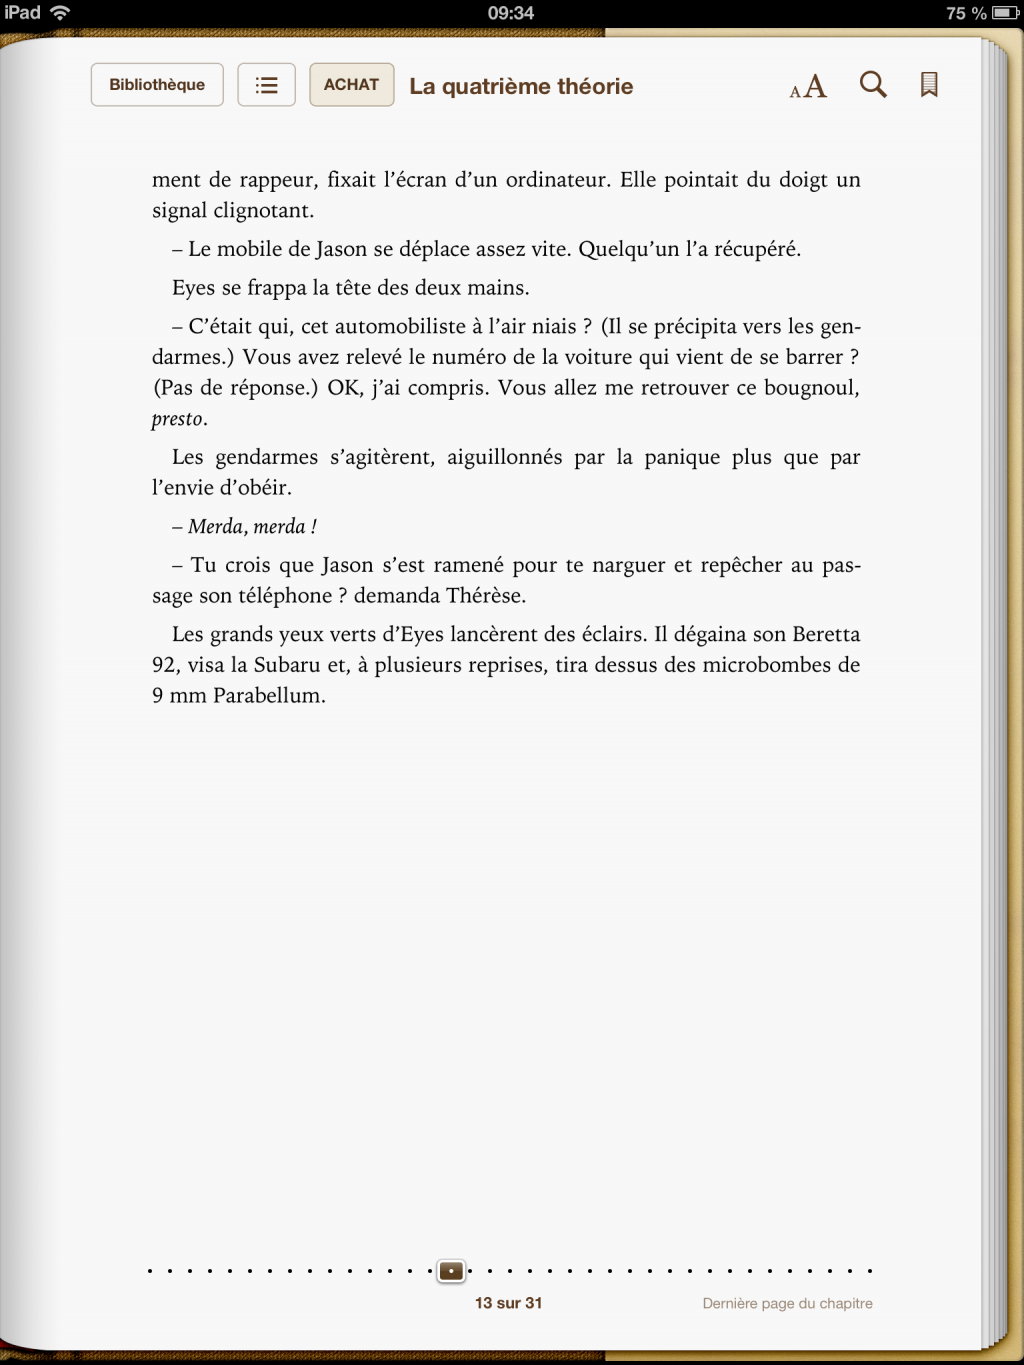 iPad 09:34 75 %
Bibliothèque ACHAT La quatrième théorie AA
ment de rappeur, fixait l’écran d’un ordinateur. Elle pointait du doigt un
signal clignotant.
– Le mobile de Jason se déplace assez vite. Quelqu’un l’a récupéré.
Eyes se frappa la tête des deux mains.
– C’était qui, cet automobiliste à l’air niais ? (Il se précipita vers les gen-
darmes.) Vous avez relevé le numéro de la voiture qui vient de se barrer ?
(Pas de réponse.) OK, j’ai compris. Vous allez me retrouver ce bougnoul,
presto.
Les gendarmes s’agitèrent, aiguillonnés par la panique plus que par
l’envie d’obéir.
– Merda, merda !
– Tu crois que Jason s’est ramené pour te narguer et repêcher au pas-
sage son téléphone ? demanda Thérèse.
Les grands yeux verts d’Eyes lancèrent des éclairs. Il dégaina son Beretta
92, visa la Subaru et, à plusieurs reprises, tira dessus des microbombes de
9 mm Parabellum.
13 sur 31 Dernière page du chapitre